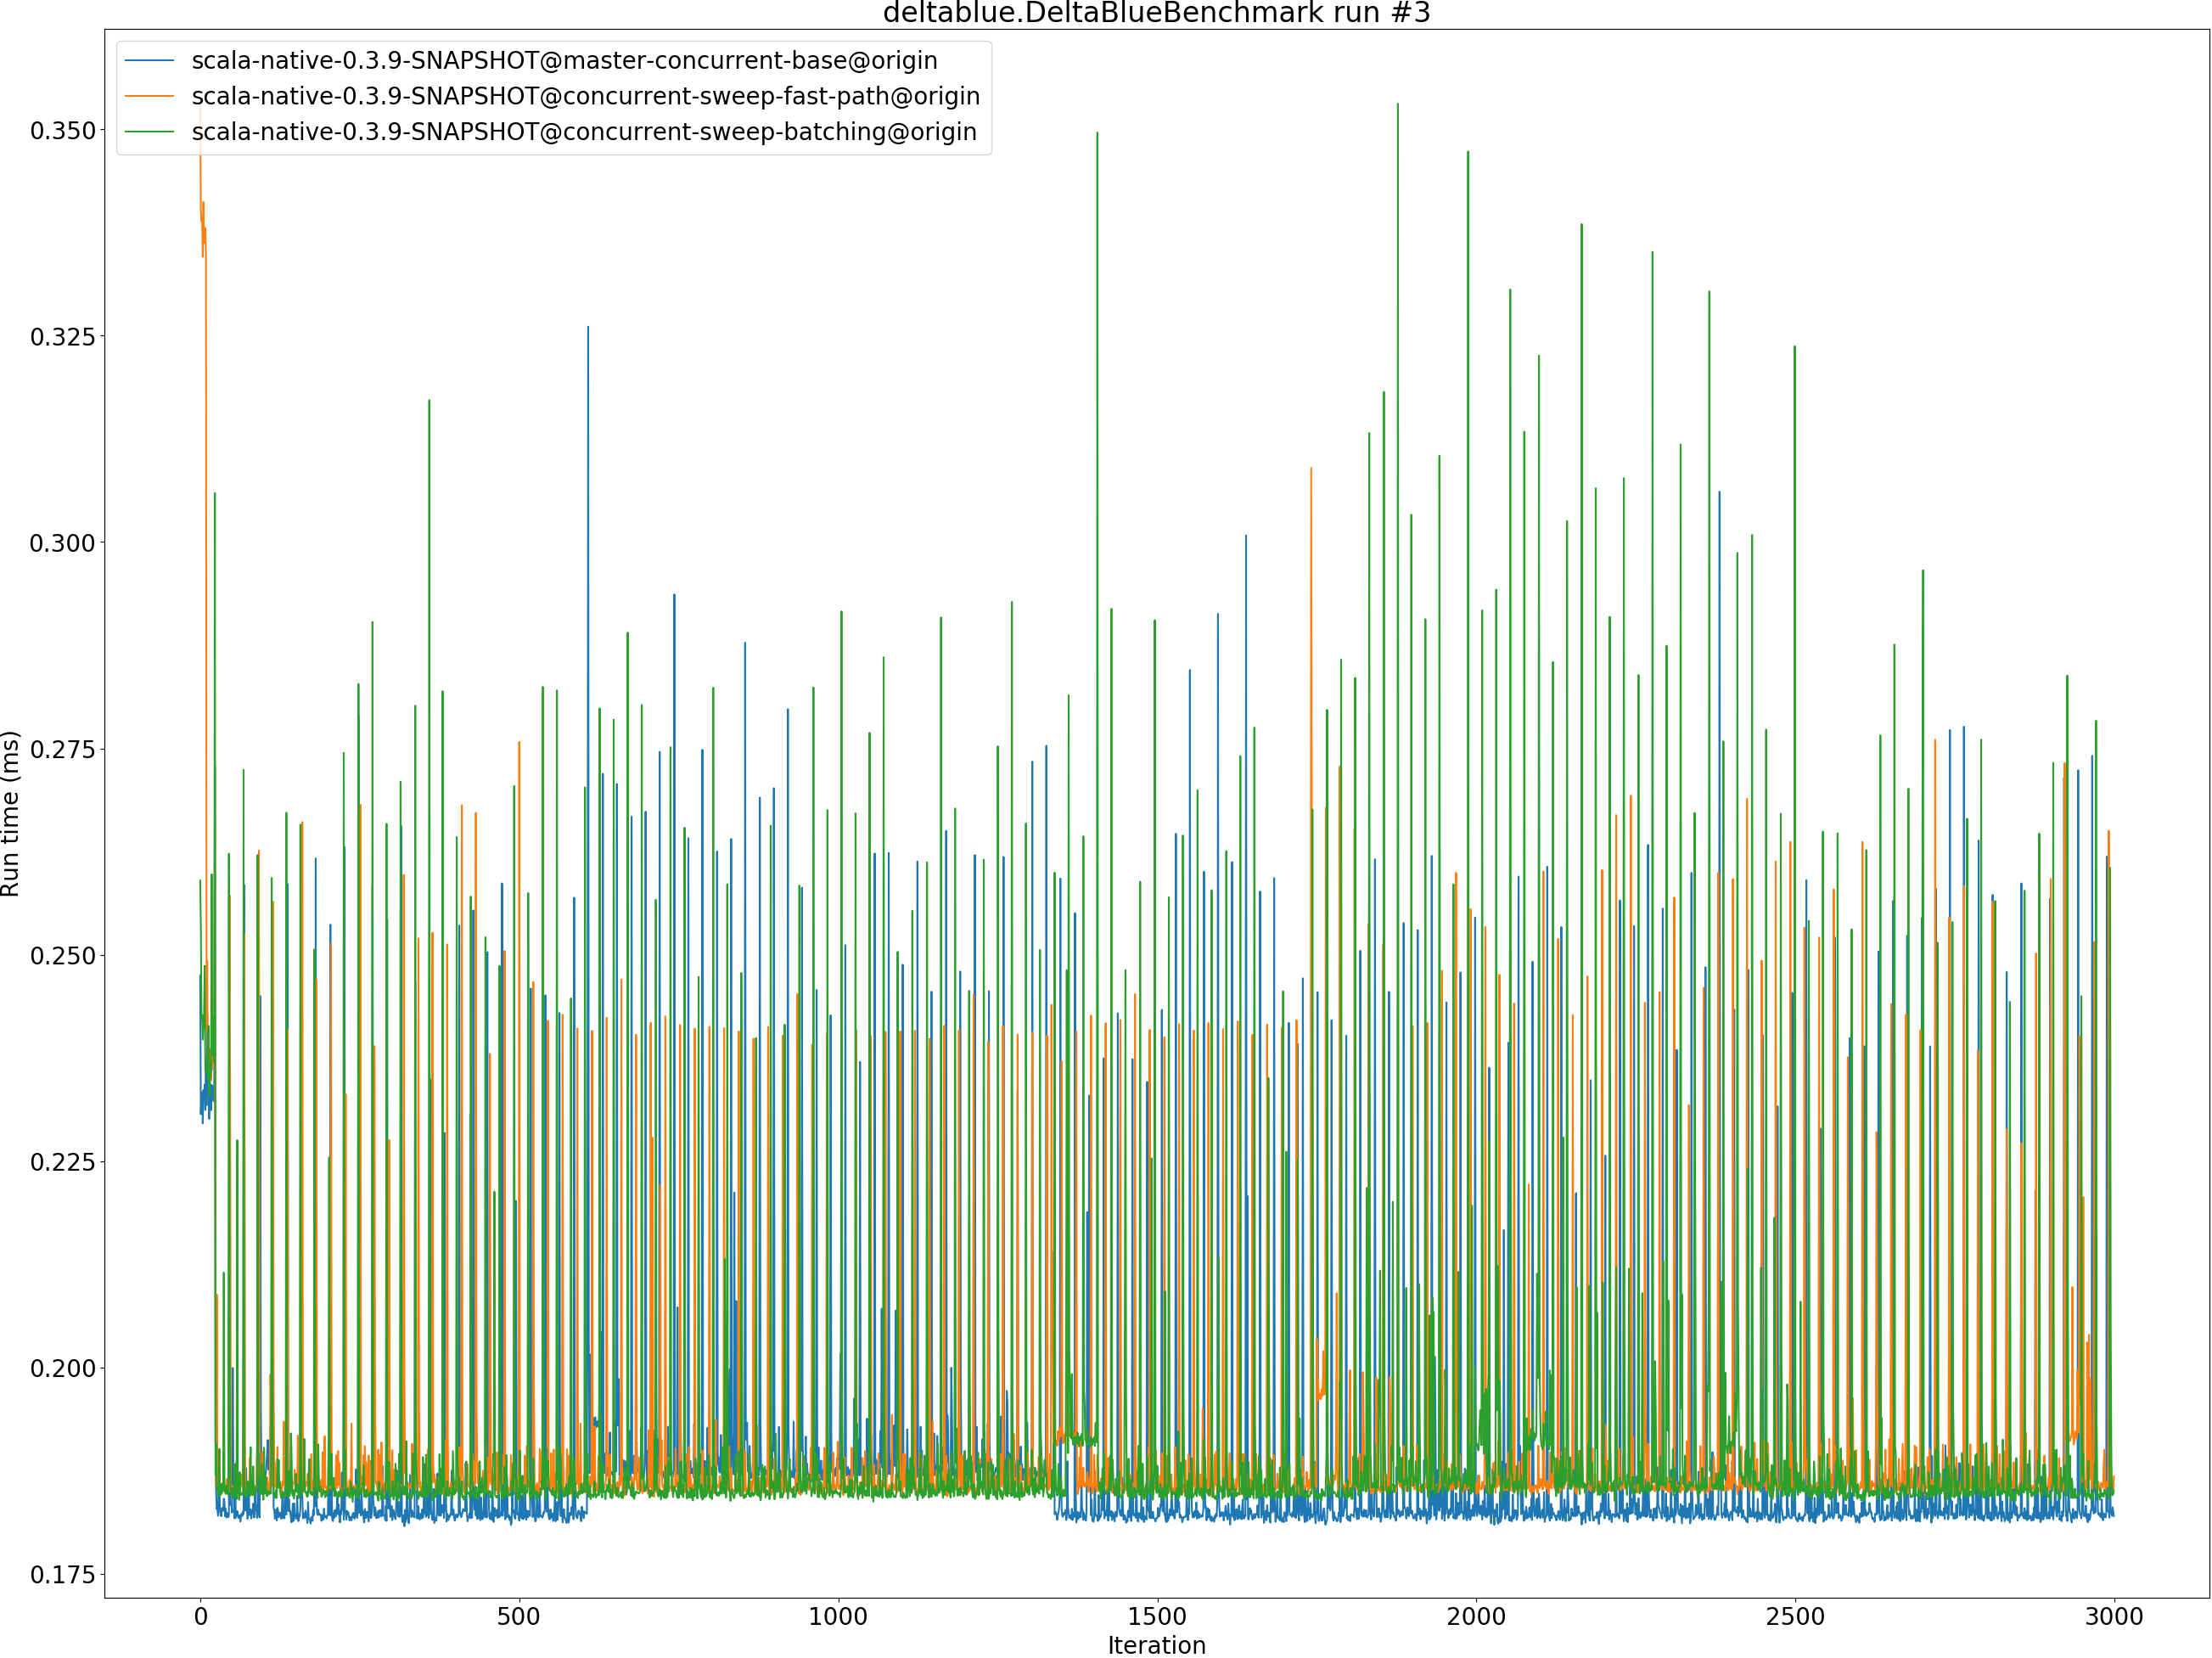 deltablue.DeltaBlueBenchmark run #3
scala-native-0.3.9-SNAPSHOT@master-concurrent-base@origin
scala-native-0.3.9-SNAPSHOT@concurrent-sweep-fast-path@origin
scala-native-0.3.9-SNAPSHOT@concurrent-sweep-batching@origin
0.350
0.325
0.300
0.275
0.250
0.225
0.200
0.175
Run time (ms)
0 500 1000 1500 2000 2500 3000
Iteration